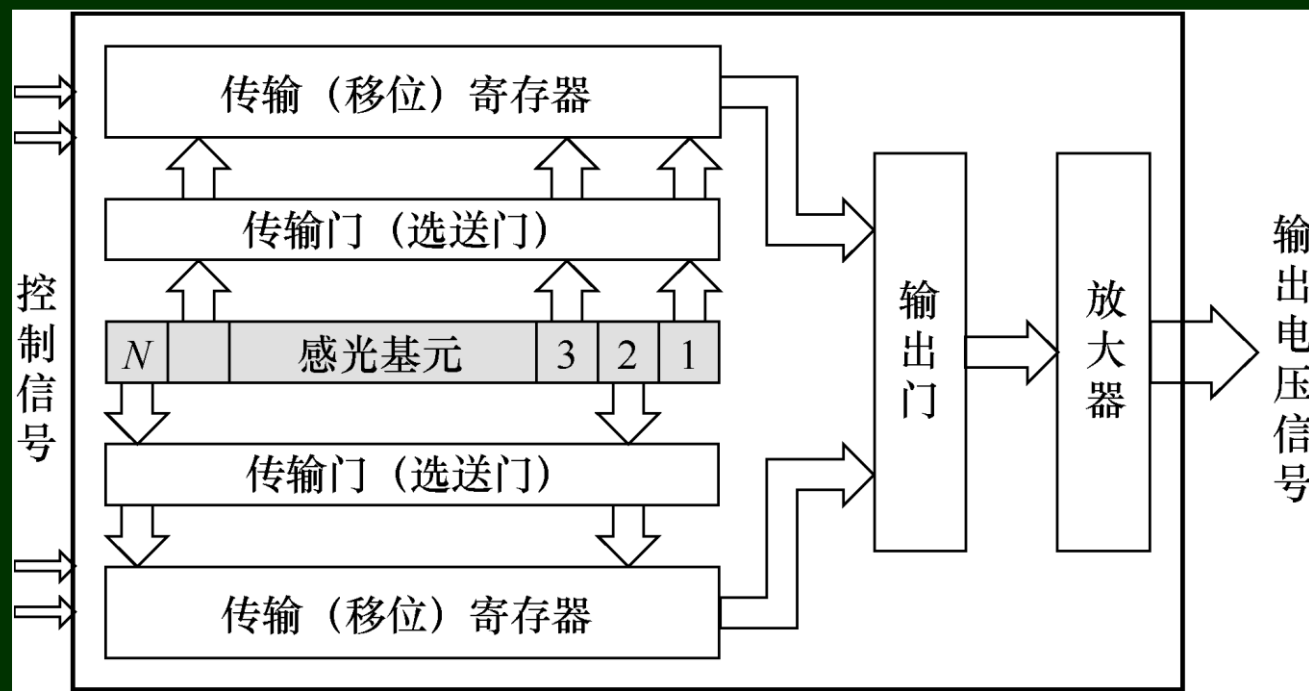 控制信号
传输（移位）寄存器
传输门（选送门）
N 感光基元 3 2 1
传输门（选送门）
传输（移位）寄存器
输出门
放大器
输出电压信号